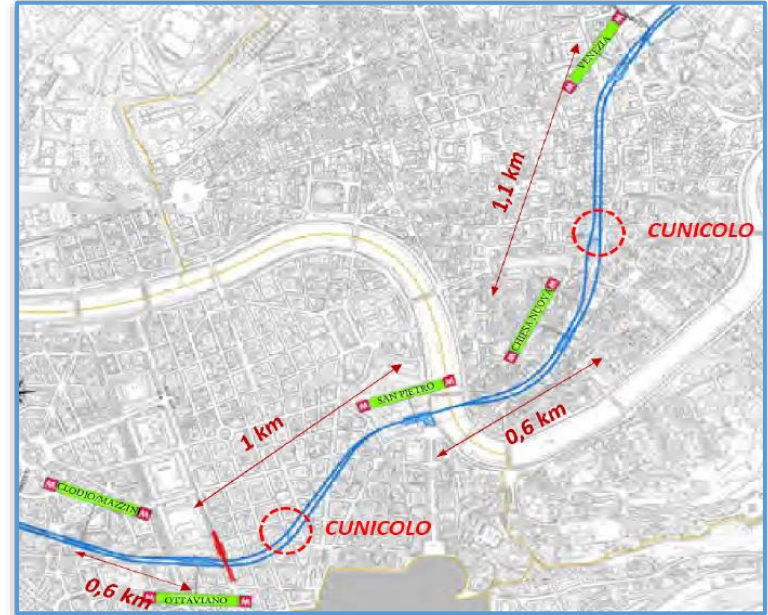 VENEZIA
1,1 km
CUNICOLO
CHIESA NUOVA
SAN PIETRO
1 km
0,6 km
CLODIO/MAZZINI
CUNICOLO
0,6 km
OTTAVIANO